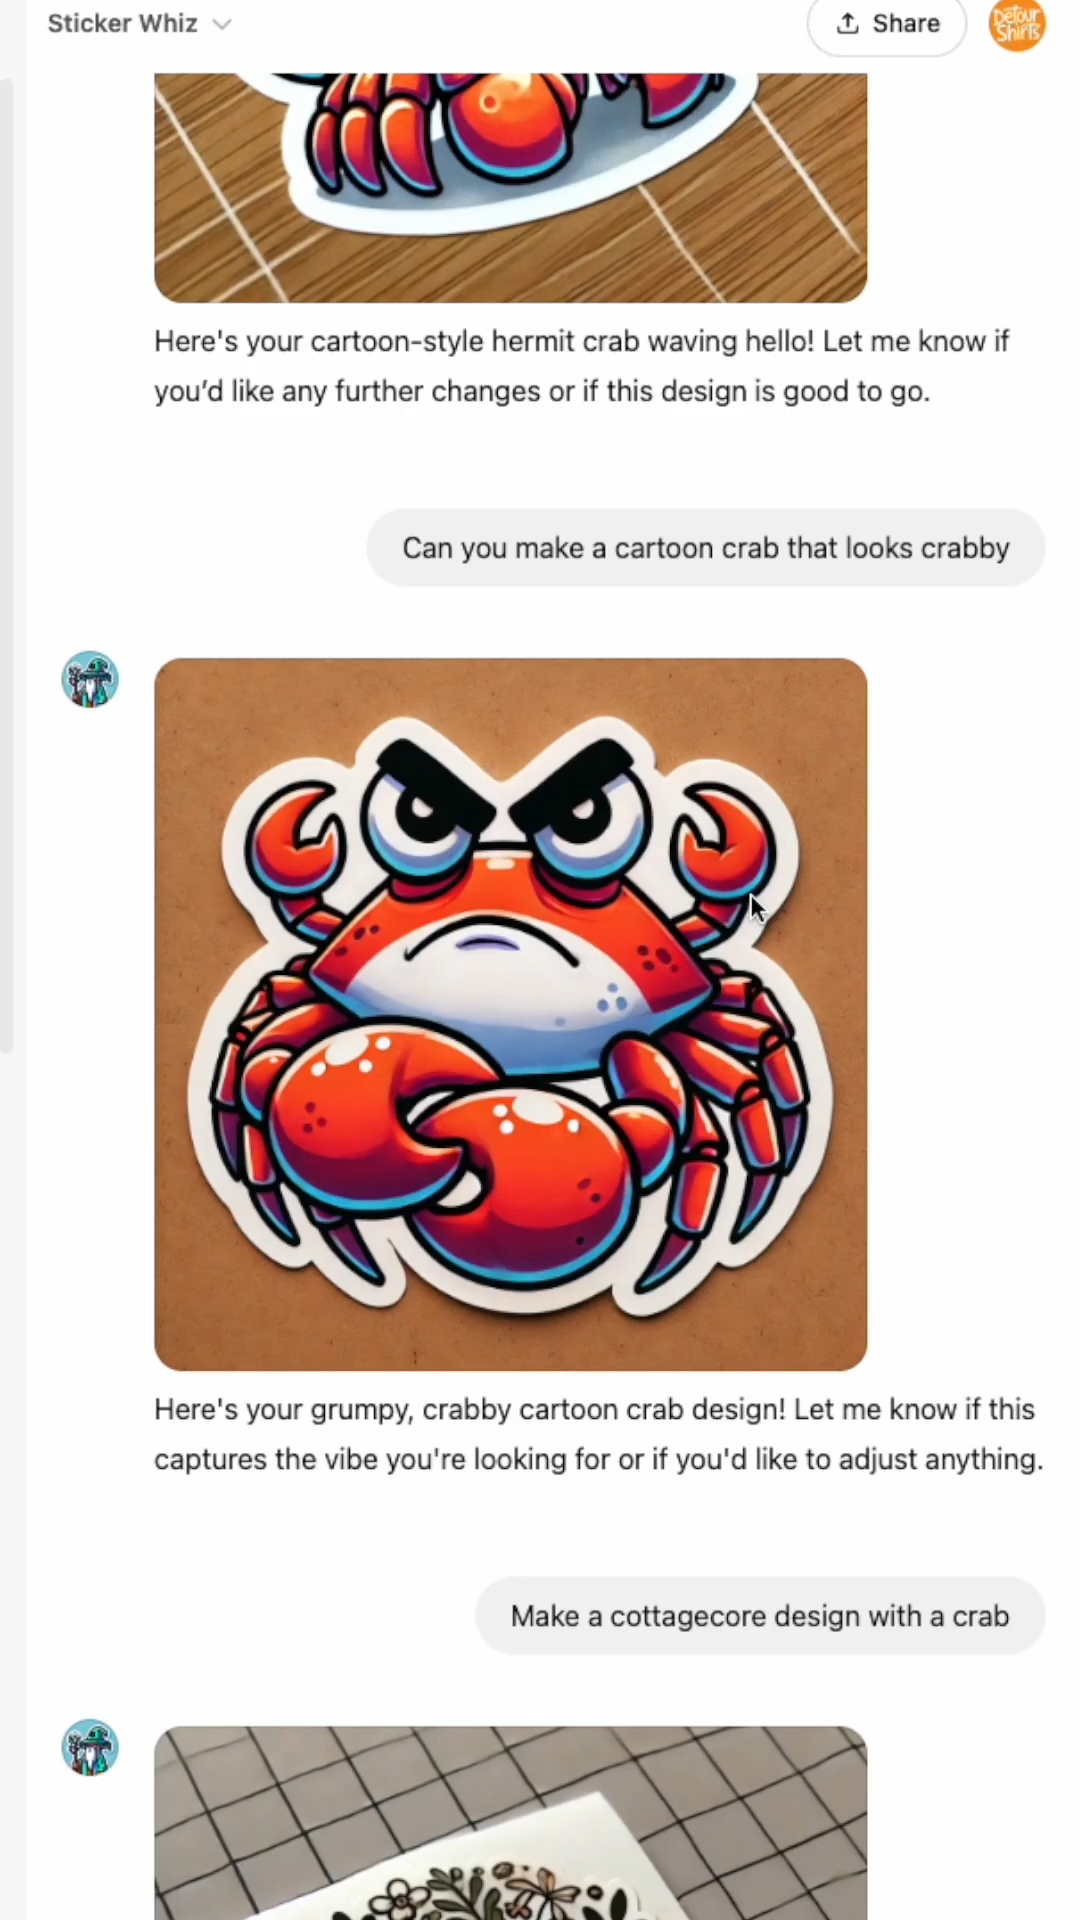 Sticker Whiz
Share
DeTour
Shirts
Here's your cartoon-style hermit crab waving hello! Let me know if
you’d like any further changes or if this design is good to go.
Can you make a cartoon crab that looks crabby
Here's your grumpy, crabby cartoon crab design! Let me know if this
captures the vibe you're looking for or if you'd like to adjust anything.
Make a cottagecore design with a crab